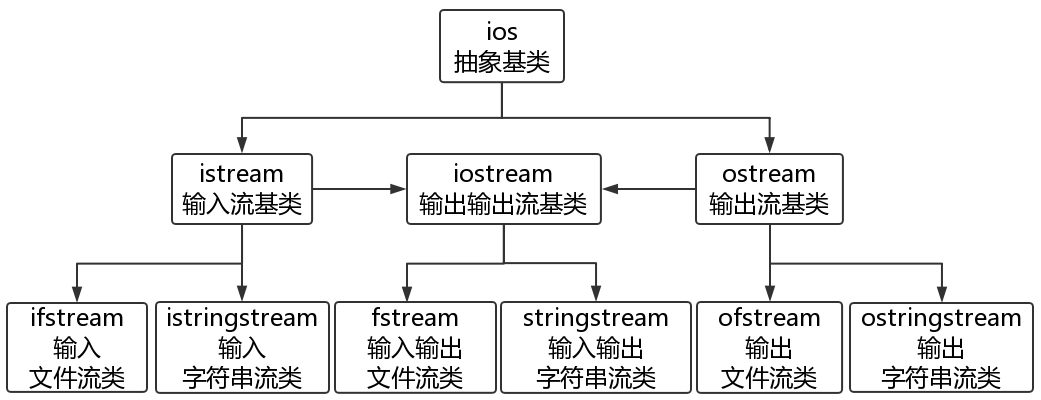 ios
抽象基类
istream
输入流基类
iostream
输出输出流基类
ostream
输出流基类
ifstream
输入
文件流类
istringstream
输入
字符串流类
fstream
输入输出
文件流类
stringstream
输入输出
字符串流类
ofstream
输出
文件流类
ostringstream
输出
字符串流类